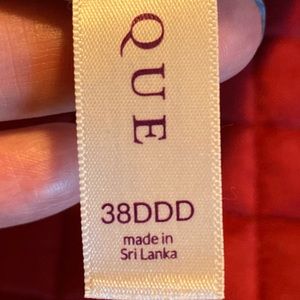 QUE
38DDD
made in
Sri Lanka